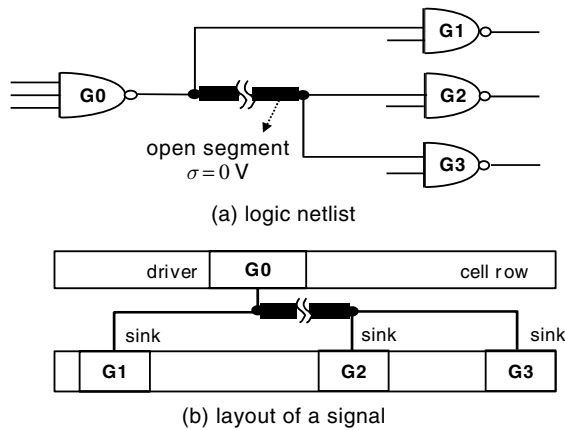 G1
G0
G2
open segment
σ = 0 V
G3
(a) logic netlist
driver G0 cell row
sink sink sink
G1 G2 G3
(b) layout of a signal